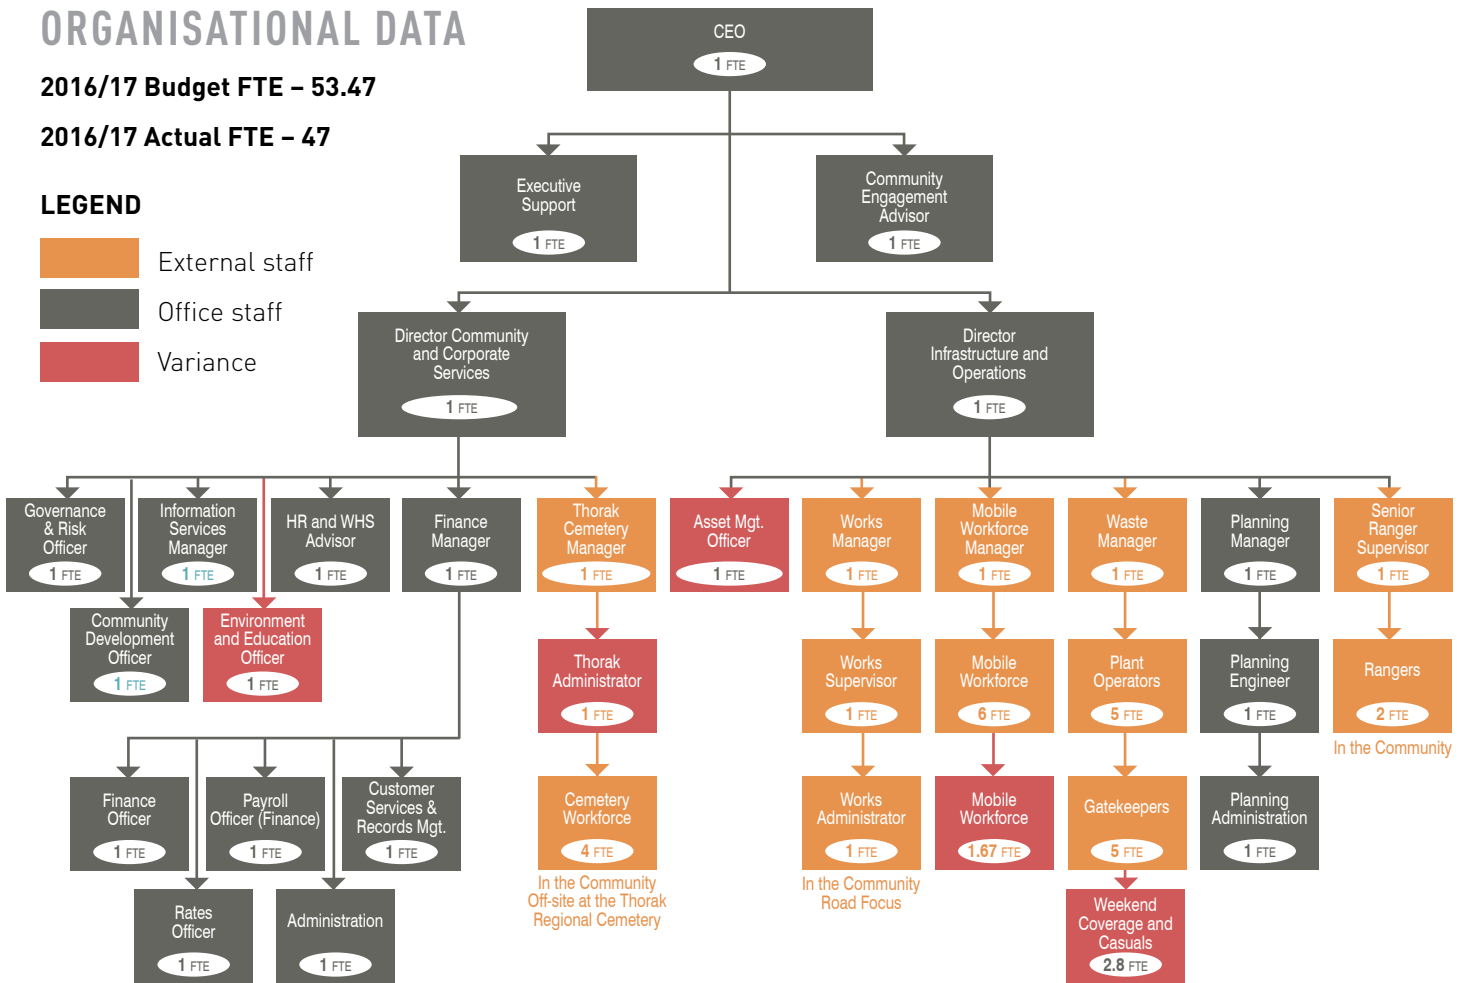 ORGANISATIONAL DATA
2016/17 Budget FTE – 53.47
2016/17 Actual FTE – 47
LEGEND
External staff
Office staff
Variance
CEO
1 FTE
Executive
Support
1 FTE
Community
Engagement
Advisor
1 FTE
Director Community
and Corporate
Services
1 FTE
Director
Infrastructure and
Operations
1 FTE
Governance
& Risk
Officer
1 FTE
Information
Services
Manager
1 FTE
HR and WHS
Advisor
1 FTE
Finance
Manager
1 FTE
Thorak
Cemetery
Manager
1 FTE
Asset Mgt.
Officer
1 FTE
Works
Manager
1 FTE
Mobile
Workforce
Manager
1 FTE
Waste
Manager
1 FTE
Planning
Manager
1 FTE
Senior
Ranger
Supervisor
1 FTE
Community
Development
Officer
1 FTE
Environment
and Education
Officer
1 FTE
Thorak
Administrator
1 FTE
Works
Supervisor
1 FTE
Mobile
Workforce
6 FTE
Plant
Operators
5 FTE
Planning
Engineer
1 FTE
Rangers
2 FTE
In the Community
Finance
Officer
1 FTE
Payroll
Officer (Finance)
1 FTE
Customer
Services &
Records Mgt.
1 FTE
Cemetery
Workforce
4 FTE
In the Community
Off-site at the Thorak
Regional Cemetery
Works
Administrator
1 FTE
In the Community
Road Focus
Mobile
Workforce
1.67 FTE
Gatekeepers
5 FTE
Planning
Administration
1 FTE
Rates
Officer
1 FTE
Administration
1 FTE
Weekend
Coverage and
Casuals
2.8 FTE